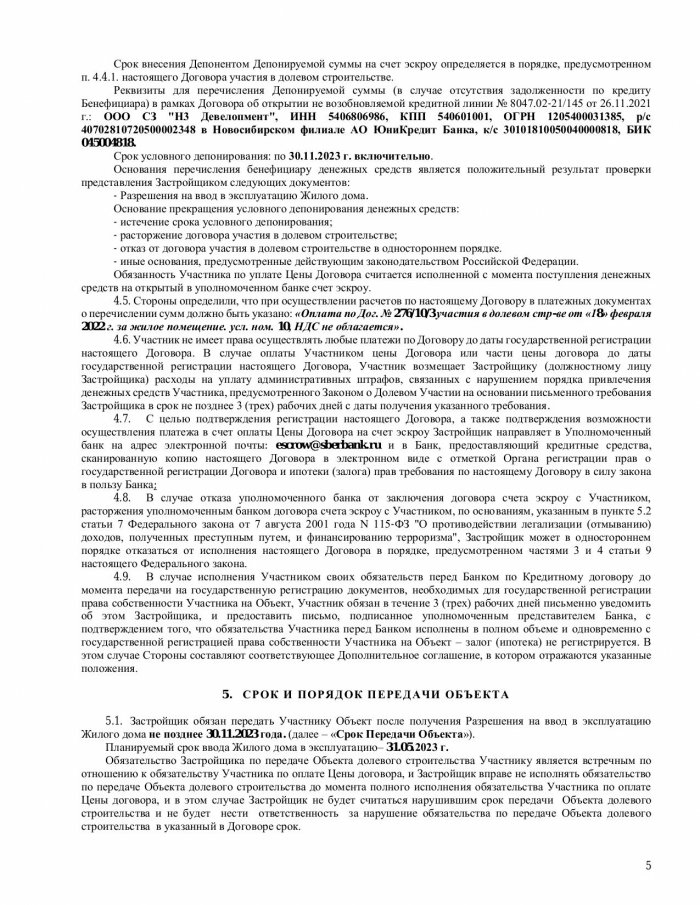 Срок внесения Депонентом Депонируемой суммы на счет эскроу определяется в порядке, предусмотренном
п. 4.4.1. настоящего Договора участия в долевом строительстве.
Реквизиты для перечисления Депонируемой суммы (в случае отсутствия задолженности по кредиту
Бенефициара) в рамках Договора об открытии не возобновляемой кредитной линии № 8047.02-21/145 от 26.11.2021
г.: ООО СЗ "НЗ Девелопмент", ИНН 5406806986, КПП 540601001, ОГРН 1205400031385, р/с
40702810720500002348 в Новосибирском филиале АО ЮниКредит Банка, к/с 30101810050040000818, БИК
045004818.
Срок условного депонирования: по 30.11.2023 г. включительно.
Основания перечисления бенефициару денежных средств является положительный результат проверки
представления Застройщиком следующих документов:
- Разрешения на ввод в эксплуатацию Жилого дома.
Основание прекращения условного депонирования денежных средств:
- истечение срока условного депонирования;
- расторжение договора участия в долевом строительстве;
- отказ от договора участия в долевом строительстве в одностороннем порядке.
- иные основания, предусмотренные действующим законодательством Российской Федерации.
Обязанность Участника по уплате Цены Договора считается исполненной с момента поступления денежных
средств на открытый в уполномоченном банке счет эскроу.
4.5. Стороны определили, что при осуществлении расчетов по настоящему Договору в платежных документах
о перечислении сумм должно быть указано: «Оплата по Дог. № 276/10/3 участия в долевом стр-ве от «18» февраля
2022 г. за жилое помещение. усл. ном. 10, НДС не облагается».
4.6. Участник не имеет права осуществлять любые платежи по Договору до даты государственной регистрации
настоящего Договора. В случае оплаты Участником цены Договора или части цены договора до даты
государственной регистрации настоящего Договора, Участник возмещает Застройщику (должностному лицу
Застройщика) расходы на уплату административных штрафов, связанных с нарушением порядка привлечения
денежных средств Участника, предусмотренного Законом о Долевом Участии на основании письменного требования
Застройщика в срок не позднее 3 (трех) рабочих дней с даты получения указанного требования.
4.7. С целью подтверждения регистрации настоящего Договора, а также подтверждения возможности
осуществления платежа в счет оплаты Цены Договора на счет эскроу Застройщик направляет в Уполномоченный
банк на адрес электронной почты: escrow@sberbank.ru и в Банк, предоставляющий кредитные средства,
сканированную копию настоящего Договора в электронном виде с отметкой Органа регистрации прав о
государственной регистрации Договора и ипотеки (залога) прав требования по настоящему Договору в силу закона
в пользу Банка;
4.8. В случае отказа уполномоченного банка от заключения договора счета эскроу с Участником,
расторжения уполномоченным банком договора счета эскроу с Участником, по основаниям, указанным в пункте 5.2
статьи 7 Федерального закона от 7 августа 2001 года N 115-ФЗ "О противодействии легализации (отмыванию)
доходов, полученных преступным путем, и финансированию терроризма", Застройщик может в одностороннем
порядке отказаться от исполнения настоящего Договора в порядке, предусмотренном частями 3 и 4 статьи 9
настоящего Федерального закона.
4.9. В случае исполнения Участником своих обязательств перед Банком по Кредитному договору до
момента передачи на государственную регистрацию документов, необходимых для государственной регистрации
права собственности Участника на Объект, Участник обязан в течение 3 (трех) рабочих дней письменно уведомить
об этом Застройщика, и предоставить письмо, подписанное уполномоченным представителем Банка, с
подтверждением того, что обязательства Участника перед Банком исполнены в полном объеме и одновременно с
государственной регистрацией права собственности Участника на Объект – залог (ипотека) не регистрируется. В
этом случае Стороны составляют соответствующее Дополнительное соглашение, в котором отражаются указанные
положения.
5. СРОК И ПОРЯДОК ПЕРЕДАЧИ ОБЪЕКТА
5.1. Застройщик обязан передать Участнику Объект после получения Разрешения на ввод в эксплуатацию
Жилого дома не позднее 30.11.2023 года. (далее – «Срок Передачи Объекта»).
Планируемый срок ввода Жилого дома в эксплуатацию– 31.05.2023 г.
Обязательство Застройщика по передаче Объекта долевого строительства Участнику является встречным по
отношению к обязательству Участника по оплате Цены договора, и Застройщик вправе не исполнять обязательство
по передаче Объекта долевого строительства до момента полного исполнения обязательства Участника по оплате
Цены договора, и в этом случае Застройщик не будет считаться нарушившим срок передачи Объекта долевого
строительства и не будет нести ответственность за нарушение обязательства по передаче Объекта долевого
строительства в указанный в Договоре срок.
5